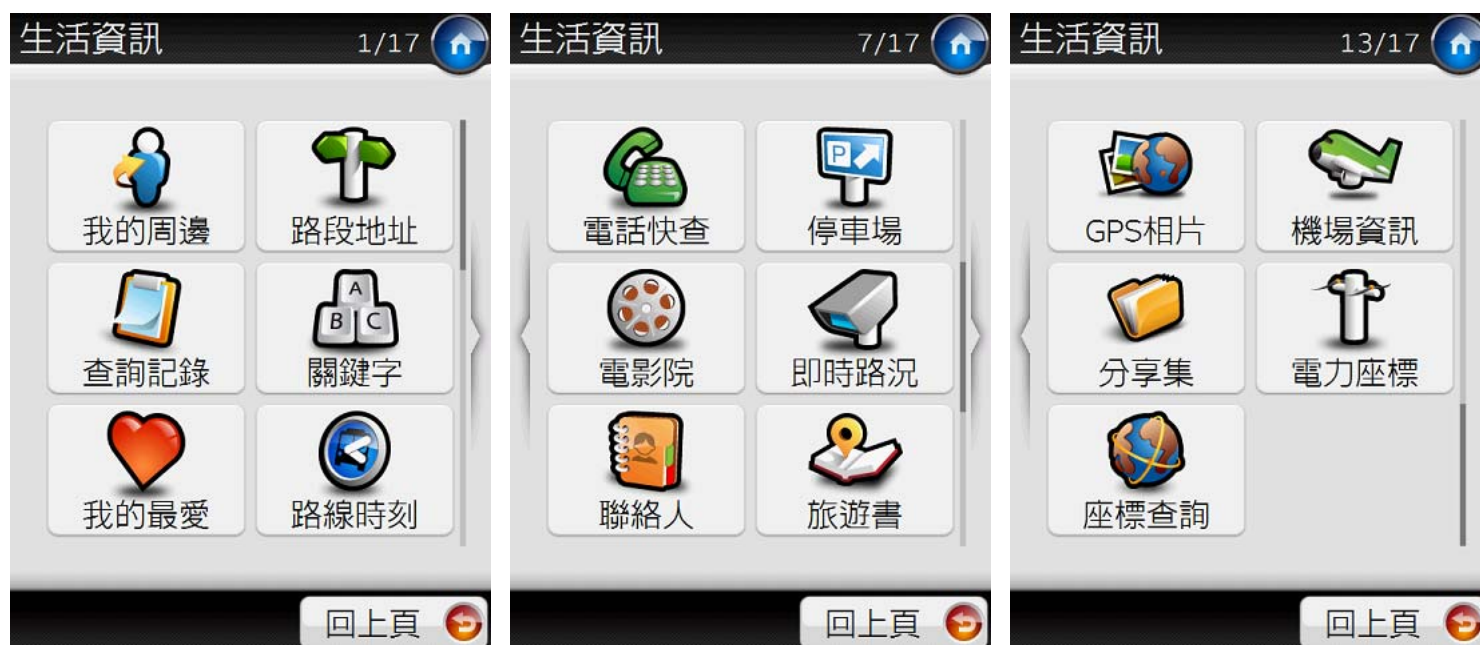 生活資訊 1/17
我的周邊 路段地址
A
B C
查詢記錄 關鍵字
我的最愛 路線時刻
回上頁
生活資訊 7/17
P
電話快查 停車場
電影院 即時路況
聯絡人 旅遊書
回上頁
生活資訊 13/17
GPS相片 機場資訊
分享集 電力座標
座標查詢
回上頁